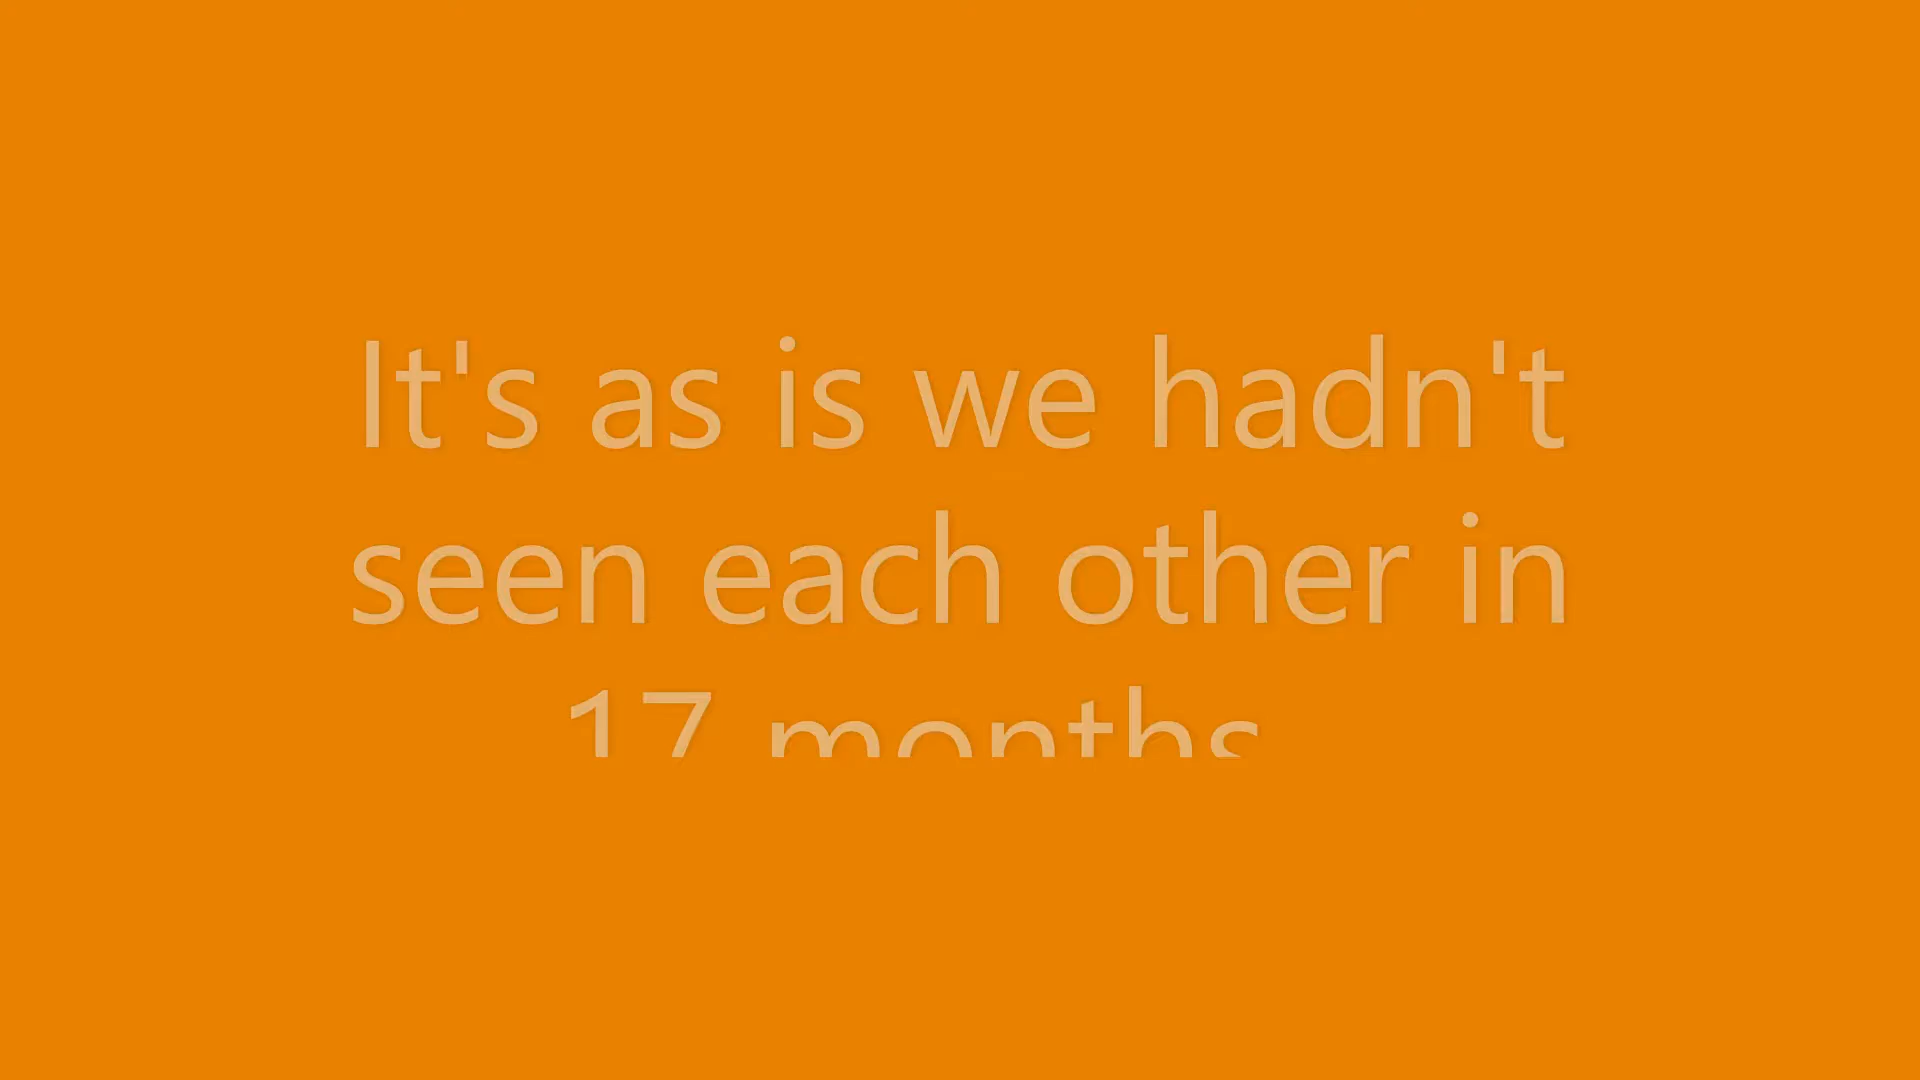 It's as is we hadn't
seen each other in
17 months